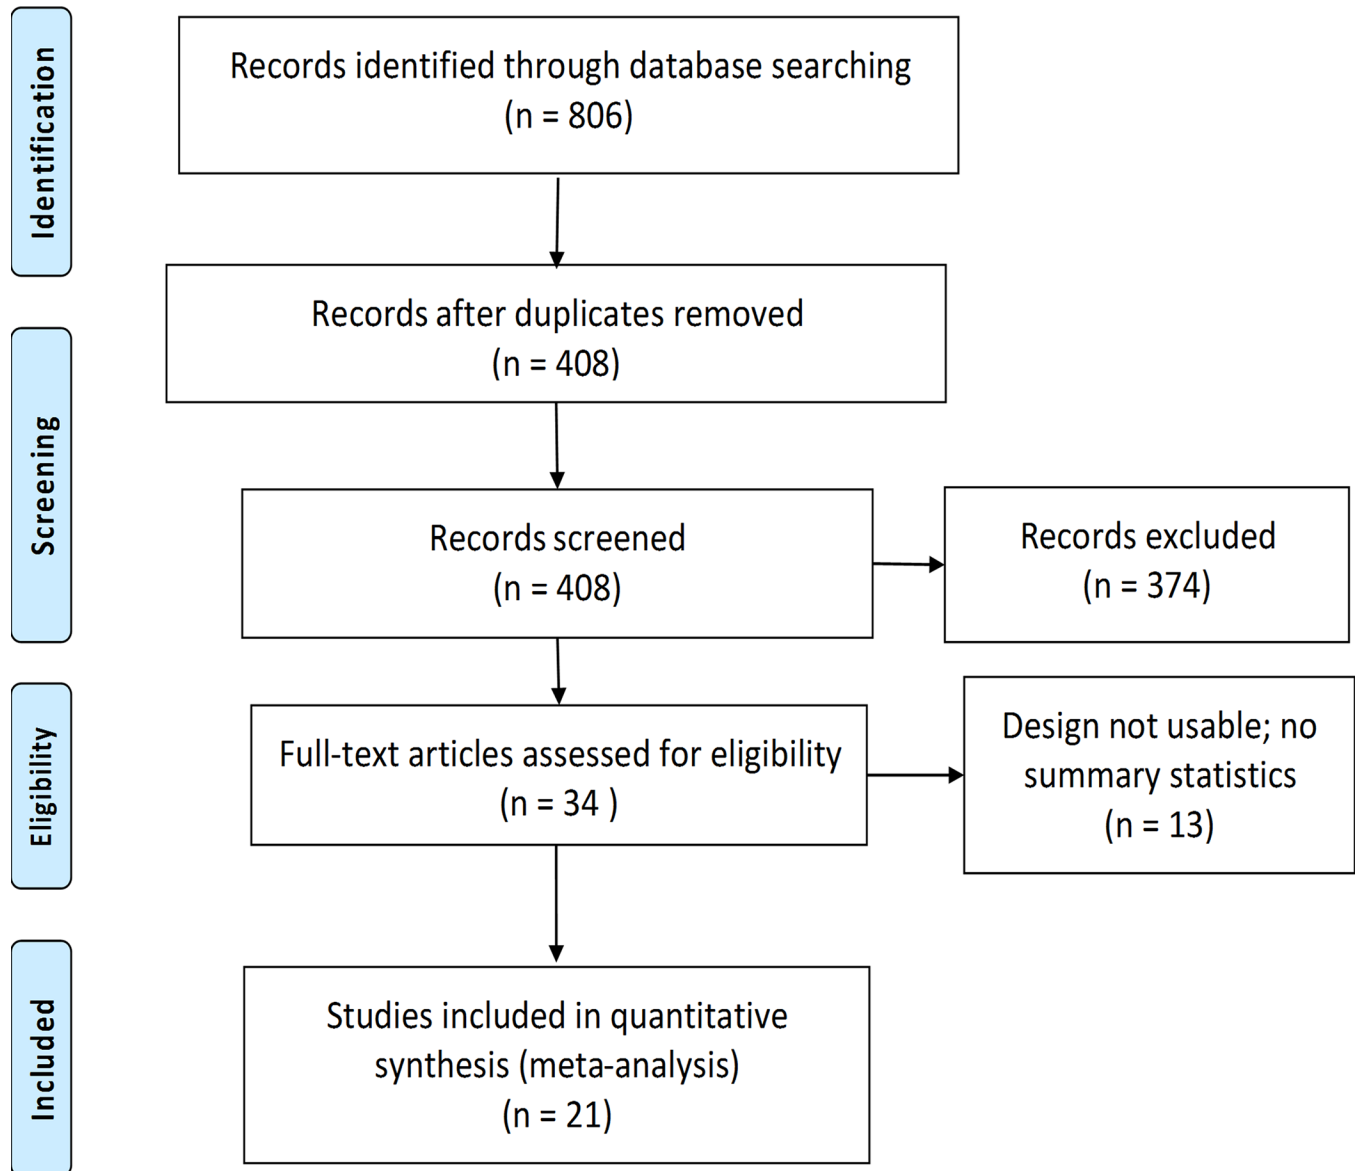 Identification
Records identified through database searching
(n = 806)
Records after duplicates removed
(n = 408)
Screening
Records screened
(n = 408)
Records excluded
(n = 374)
Eligibility
Full-text articles assessed for eligibility
(n = 34 )
Design not usable; no
summary statistics
(n = 13)
Included
Studies included in quantitative
synthesis (meta-analysis)
(n = 21)